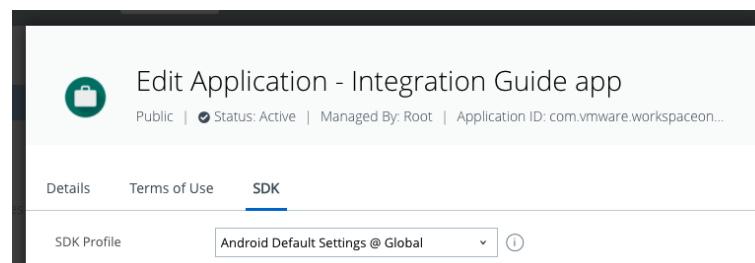 Edit Application - Integration Guide app
Public | Status: Active | Managed By: Root | Application ID: com.vmware.workspaceon...
Details Terms of Use SDK
SDK Profile Android Default Settings @ Global